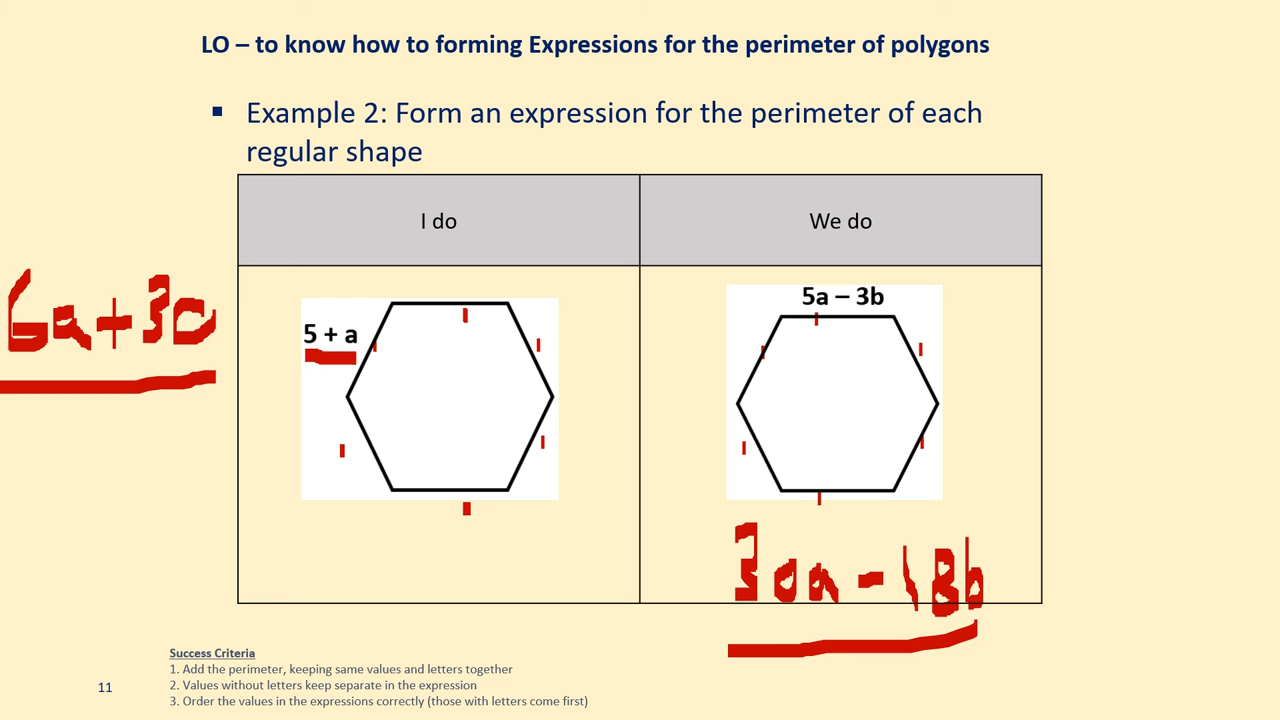 LO – to know how to forming Expressions for the perimeter of polygons
▪ Example 2: Form an expression for the perimeter of each
regular shape
I do
We do
6a+30
5 + a
5a – 3b
30a - 18b
Success Criteria
1. Add the perimeter, keeping same values and letters together
2. Values without letters keep separate in the expression
3. Order the values in the expressions correctly (those with letters come first)
11